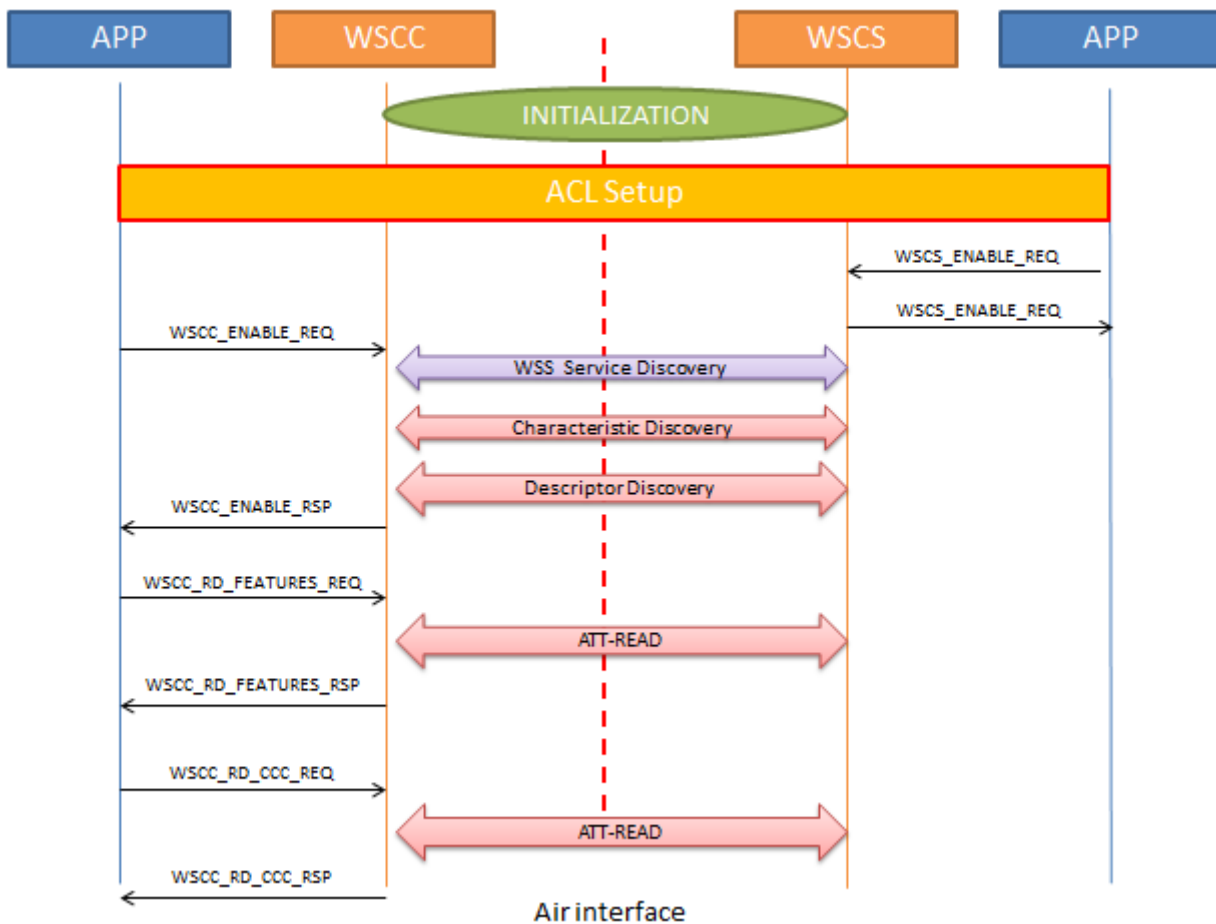 APP
WSCC
WSCS
APP
INITIALIZATION
ACL Setup
WSCS_ENABLE_REQ
WSCS_ENABLE_REQ
WSCC_ENABLE_REQ
WSS Service Discovery
Characteristic Discovery
Descriptor Discovery
WSCC_ENABLE_RSP
WSCC_RD_FEATURES_REQ
ATT-READ
WSCC_RD_FEATURES_RSP
WSCC_RD_CCC_REQ
ATT-READ
WSCC_RD_CCC_RSP
Air interface